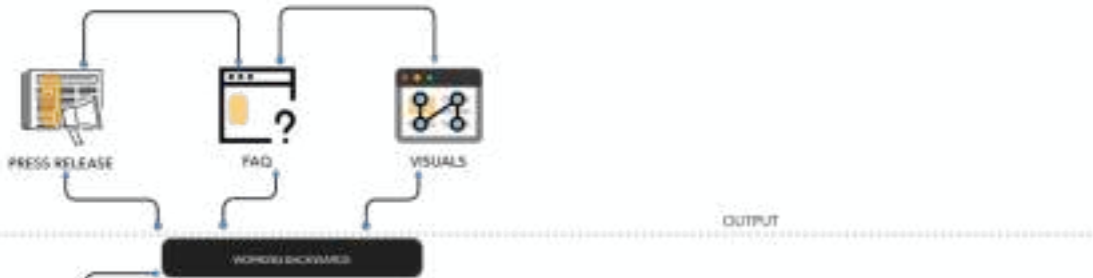 PRESS RELEASE
FAQ
?
VISUALS
OUTPUT
WORKING BACKWARDS